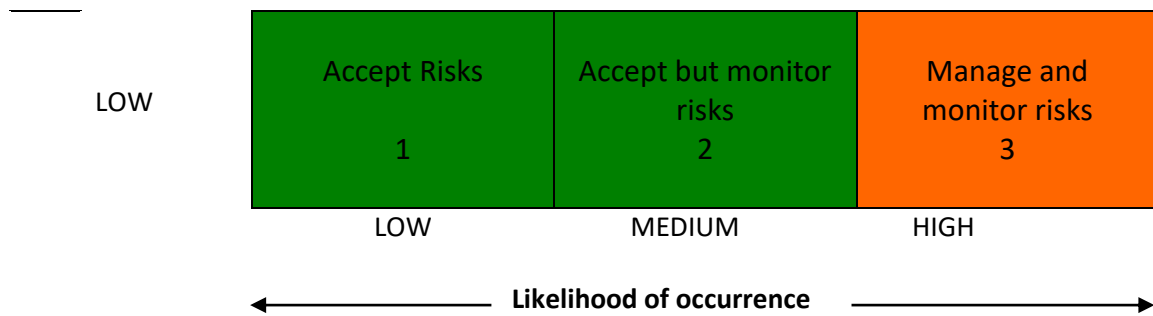 LOW
Accept Risks
1
Accept but monitor
risks
2
Manage and
monitor risks
3
LOW MEDIUM HIGH
Likelihood of occurrence